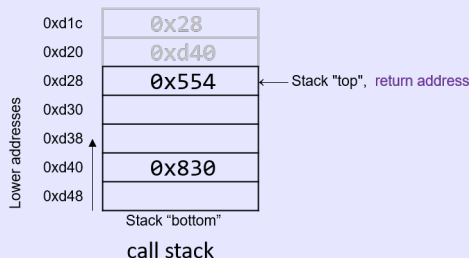 0xd1c 0x28
0xd20 0xd40
0xd28 0x554 Stack "top", return address
0xd30
0xd38
0xd40 0x830
0xd48
Lower addresses
Stack “bottom”
call stack